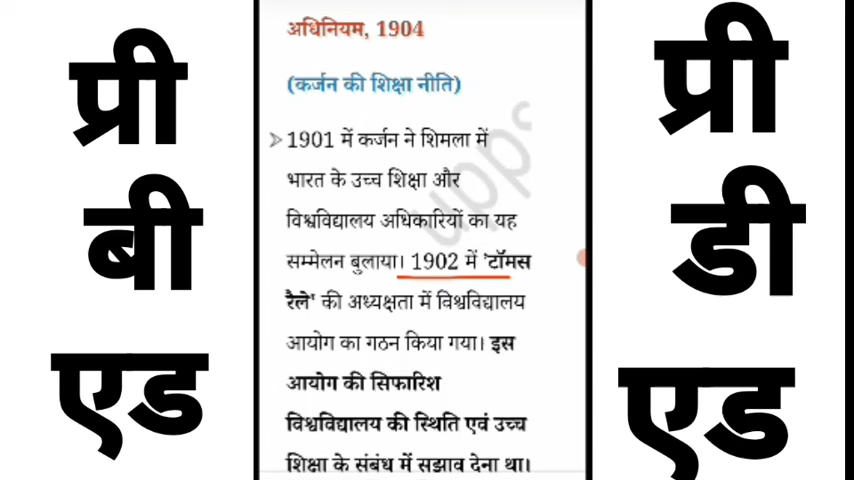 प्री
बी
एड
अधिनियम, 1904
(कर्जन की शिक्षा नीति)
1901 में कर्जन ने शिमला में
भारत के उच्च शिक्षा और
विश्वविद्यालय अधिकारियों का यह
सम्मेलन बुलाया। 1902 में 'टॉमस
रैले' की अध्यक्षता में विश्वविद्यालय
आयोग का गठन किया गया। इस
आयोग की सिफारिश
विश्वविद्यालय की स्थिति एवं उच्च
शिक्षा के संबंध में सझाव देना था।
प्री
डी
एड